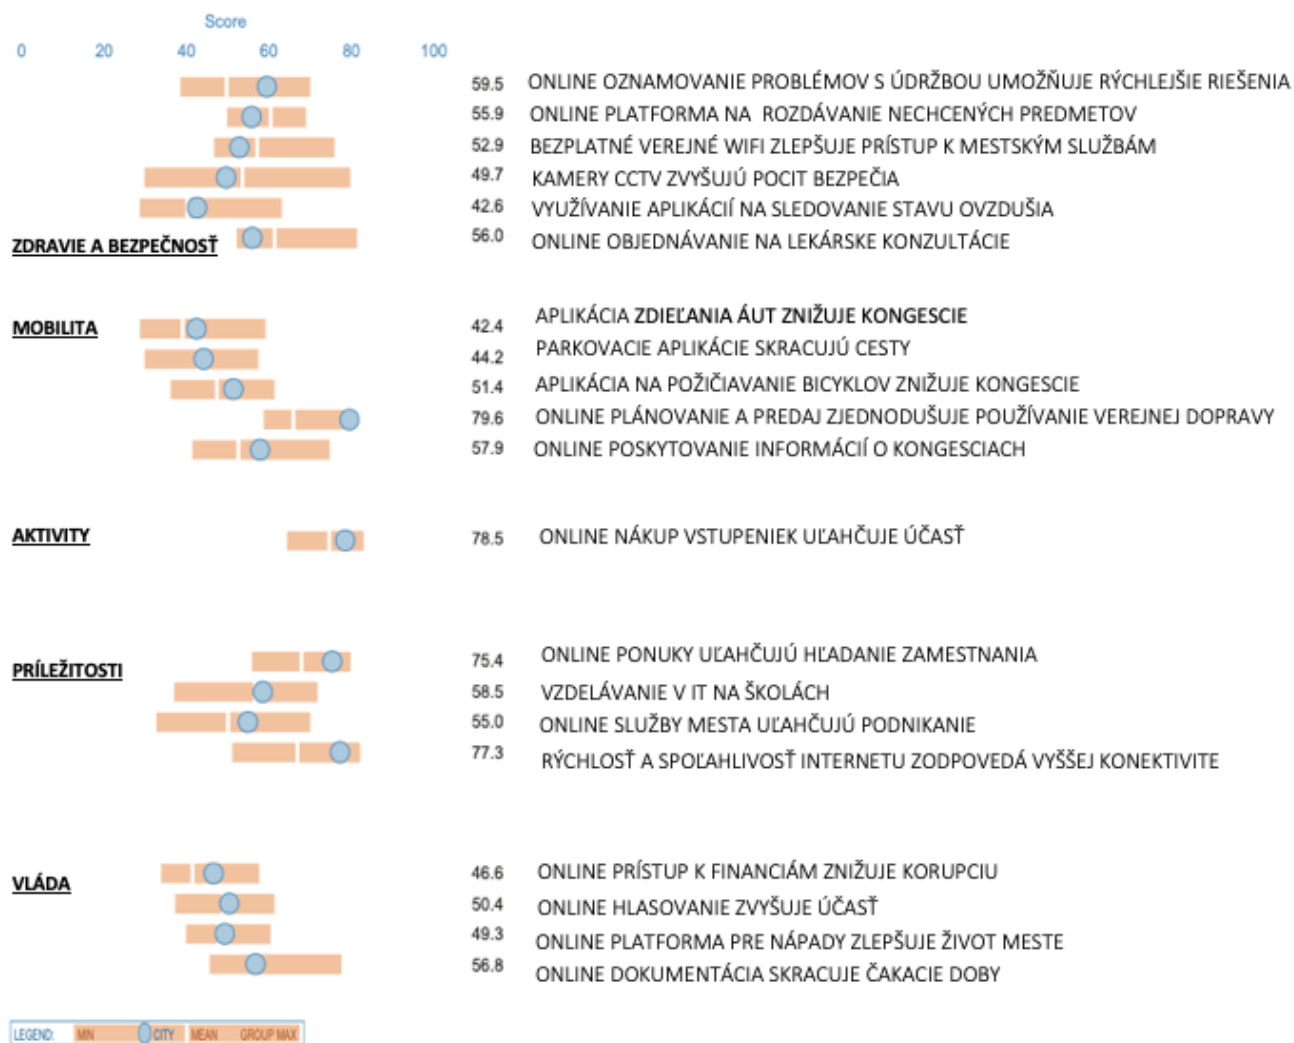 Score
0 20 40 60 80 100
59.5 ONLINE OZNAMOVANIE PROBLÉMOV S ÚDRŽBOU UMOŽŇUJE RÝCHLEJŠIE RIEŠENIA
55.9 ONLINE PLATFORMA NA ROZDÁVANIE NECHCENÝCH PREDMETOV
52.9 BEZPLATNÉ VEREJNÉ WIFI ZLEPŠUJE PRÍSTUP K MESTSKÝM SLUŽBÁM
49.7 KAMERY CCTV ZVYŠUJÚ POCIT BEZPEČIA
42.6 VYUŽÍVANIE APLIKÁCIÍ NA SLEDOVANIE STAVU OVZDUŠIA
ZDRAVIE A BEZPEČNOSŤ 56.0 ONLINE OBJEDNÁVANIE NA LEKÁRSKE KONZULTÁCIE
MOBILITA 42.4 APLIKÁCIA ZDIEĽANIA ÁUT ZNIŽUJE KONGESCIE
44.2 PARKOVACIE APLIKÁCIE SKRACUJÚ CESTY
51.4 APLIKÁCIA NA POŽIČIAVANIE BICYKLOV ZNIŽUJE KONGESCIE
79.6 ONLINE PLÁNOVANIE A PREDAJ ZJEDNODUŠUJE POUŽÍVANIE VEREJNEJ DOPRAVY
57.9 ONLINE POSKYTOVANIE INFORMÁCIÍ O KONGESCIACH
AKTIVITY 78.5 ONLINE NÁKUP VSTUPENIEK UĽAHČUJE ÚČASŤ
PRÍLEŽITOSTI 75.4 ONLINE PONUKY UĽAHČUJÚ HĽADANIE ZAMESTNANIA
58.5 VZDELÁVANIE V IT NA ŠKOLÁCH
55.0 ONLINE SLUŽBY MESTA UĽAHČUJÚ PODNIKANIE
77.3 RÝCHLOSŤ A SPOĽAHLIVOSŤ INTERNETU ZODPOVEDÁ VYŠŠEJ KONEKTIVITE
VLÁDA 46.6 ONLINE PRÍSTUP K FINANCIÁM ZNIŽUJE KORUPCIU
50.4 ONLINE HLASOVANIE ZVYŠUJE ÚČASŤ
49.3 ONLINE PLATFORMA PRE NÁPADY ZLEPŠUJE ŽIVOT MESTE
56.8 ONLINE DOKUMENTÁCIA SKRACUJE ČAKACIE DOBY
LEGEND: MIN CITY MEAN GROUP MAX